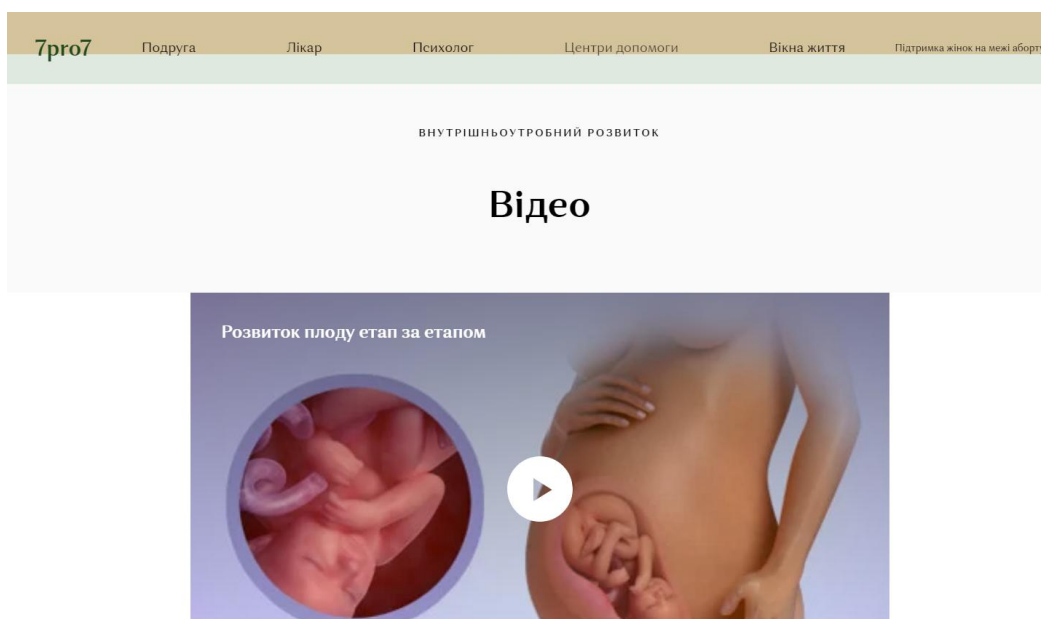 7pro7
Подруга
Лікар
Психолог
Центри допомоги
Вікна життя
Підтримка жінок на межі аборту
ВНУТРІШНЬОУТРОБНИЙ РОЗВИТОК
Відео
Розвиток плоду етап за етапом